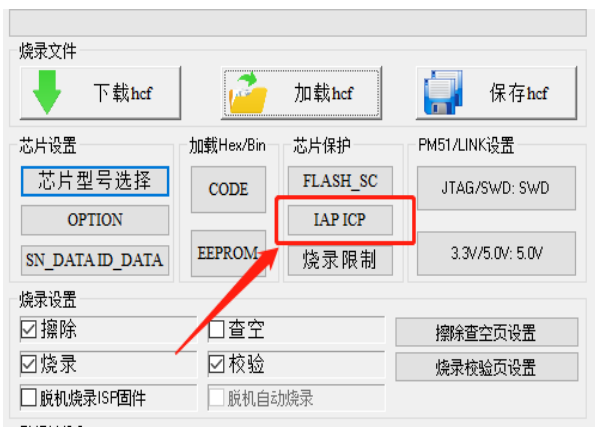 烧录文件
下载hcf
加载hcf
保存hcf
芯片设置
加载Hex/Bin
芯片保护
PM51/LINK设置
芯片型号选择
CODE
FLASH_SC
JTAG/SWD: SWD
OPTION
IAP ICP
SN_DATA ID_DATA
EEPROM
烧录限制
3.3V/5.0V: 5.0V
烧录设置
擦除
查空
擦除查空页设置
烧录
校验
烧录校验页设置
脱机烧录ISP固件
脱机自动烧录